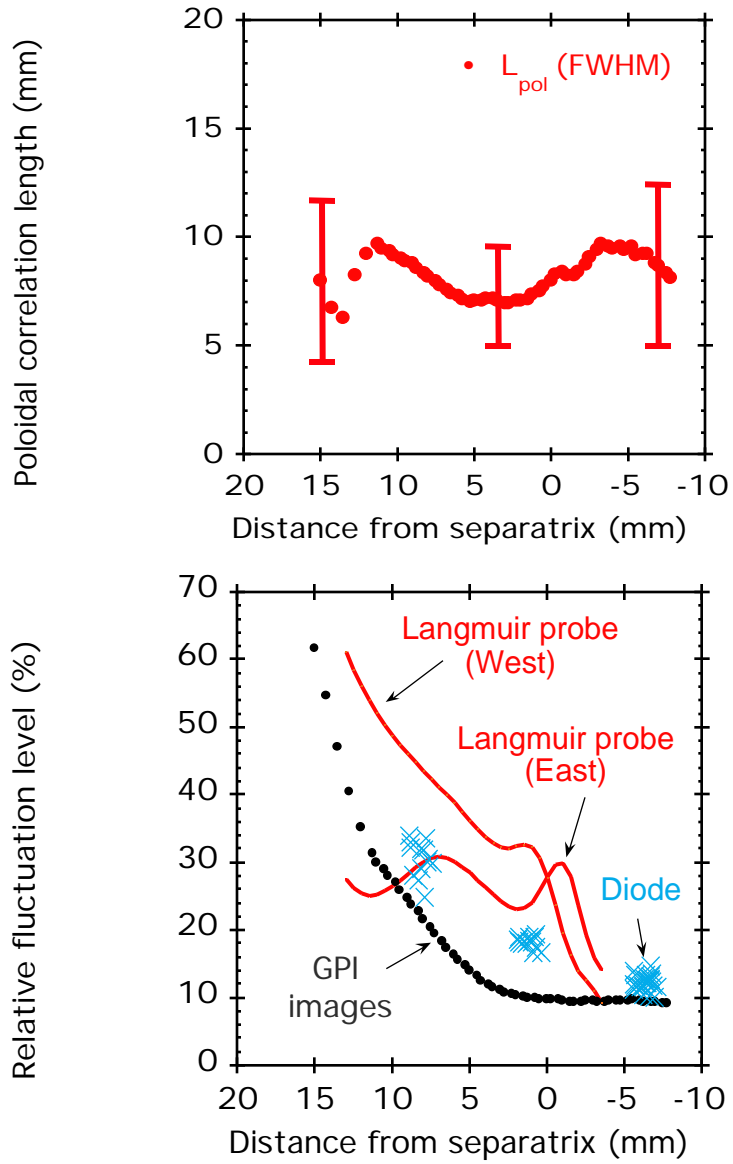 Poloidal correlation length (mm)
20
15
10
5
0
L_pol (FWHM)
20 15 10 5 0 -5 -10
Distance from separatrix (mm)
Relative fluctuation level (%)
70
60
50
40
30
20
10
0
Langmuir probe
(West)
Langmuir probe
(East)
Diode
GPI
images
20 15 10 5 0 -5 -10
Distance from separatrix (mm)